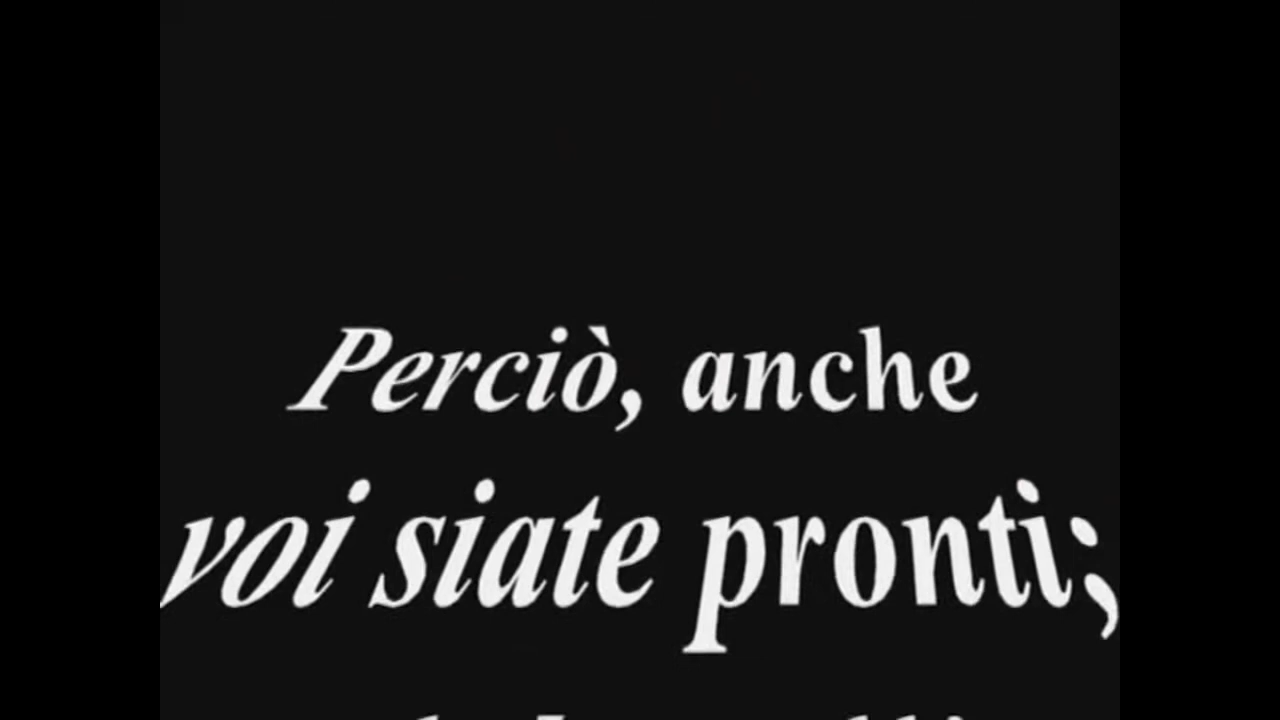 Perciò, anche
voi siate pronti;